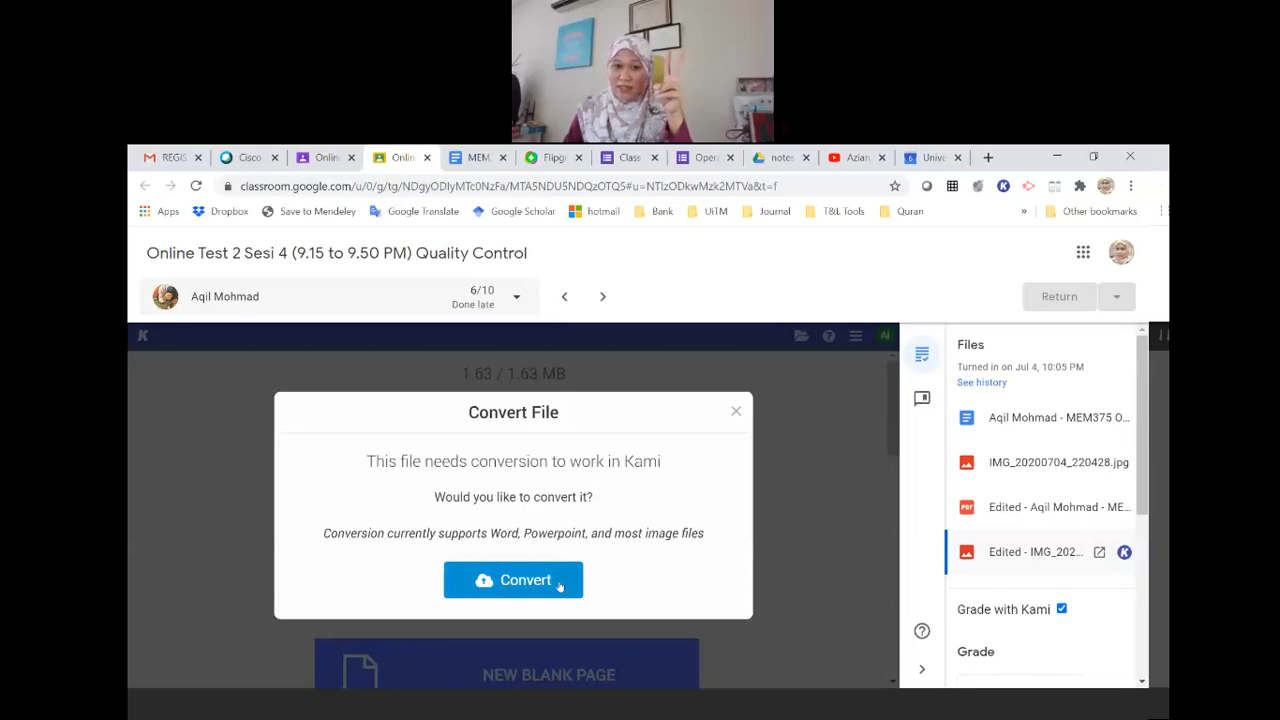 REGIS
Cisco
Onlin
Onlin
MEM
Flipgr
Class
Oper
notes
Azian
Unive
classroom.google.com/u/0/g/tg/NDgyODIyMTc0NzFa/MTA5NDU5NDQzOTQ5#u=NTIzODkwMzk2MTVa&t=f
Apps
Dropbox
Save to Mendeley
Google Translate
Google Scholar
hotmail
Bank
UiTM
Journal
T&L Tools
Quran
»
Other bookmarks
Online Test 2 Sesi 4 (9.15 to 9.50 PM) Quality Control
Aqil Mohmad
6/10
Done late
Return
K
AI
1.63 / 1.63 MB
Convert File
This file needs conversion to work in Kami
Would you like to convert it?
Conversion currently supports Word, Powerpoint, and most image files
Convert
NEW BLANK PAGE
Files
Turned in on Jul 4, 10:05 PM
See history
Aqil Mohmad - MEM375 O...
IMG_20200704_220428.jpg
PDF
Edited - Aqil Mohmad - ME...
Edited - IMG_202...
K
Grade with Kami
Grade